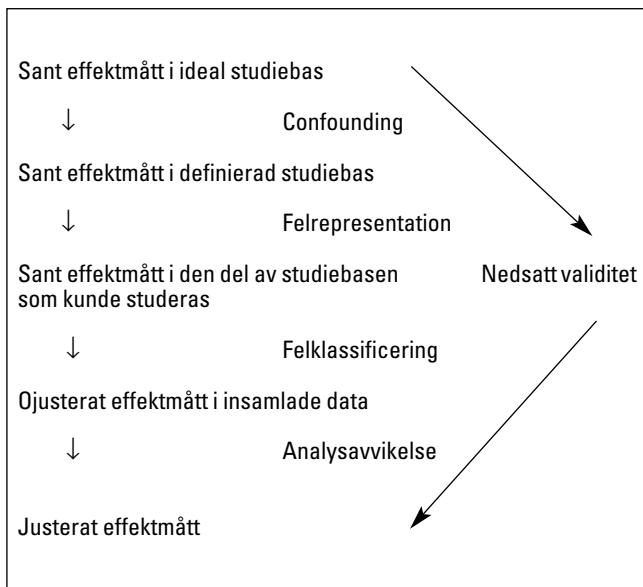 Sant effektmått i ideal studiebas
↓ Confounding
Sant effektmått i definierad studiebas
↓ Felrepresentation
Sant effektmått i den del av studiebasen Nedsatt validitet
som kunde studeras
↓ Felklassificering
Ojusterat effektmått i insamlade data
↓ Analysavvikelse
Justerat effektmått